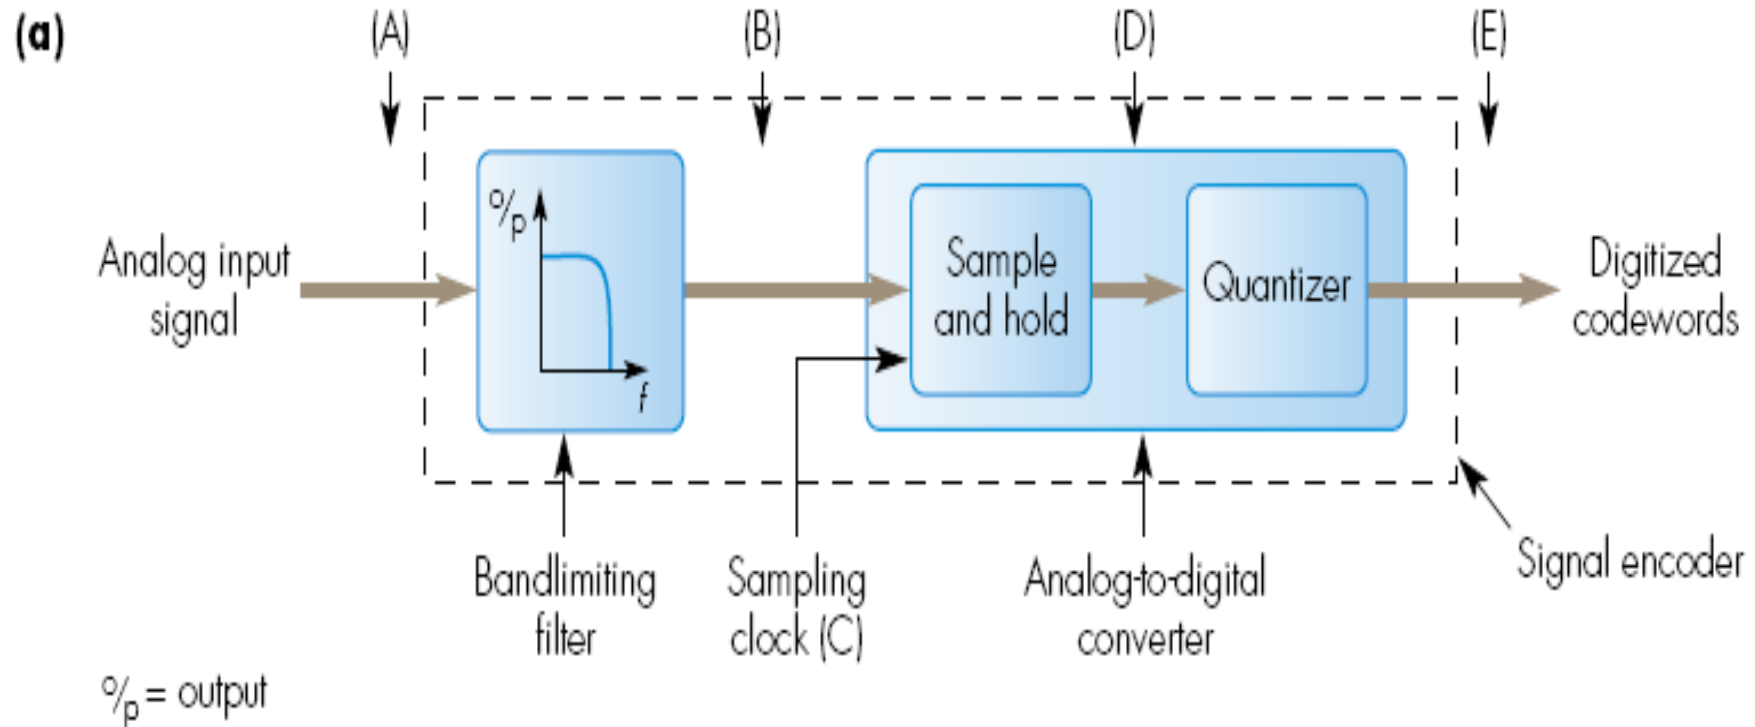 (a)
(A)
(B)
(D)
(E)
o/p
f
Analog input
signal
Sample
and hold
Quantizer
Digitized
codewords
Bandlimiting
filter
Sampling
clock (C)
Analog-to-digital
converter
Signal encoder
o/p = output